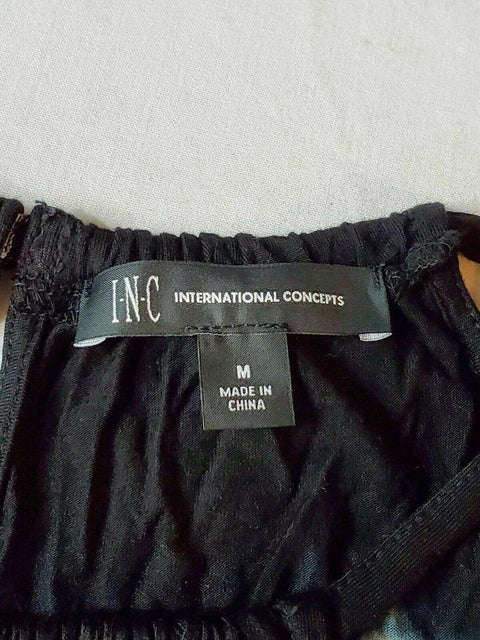 I·N·C INTERNATIONAL CONCEPTS
M
MADE IN
CHINA